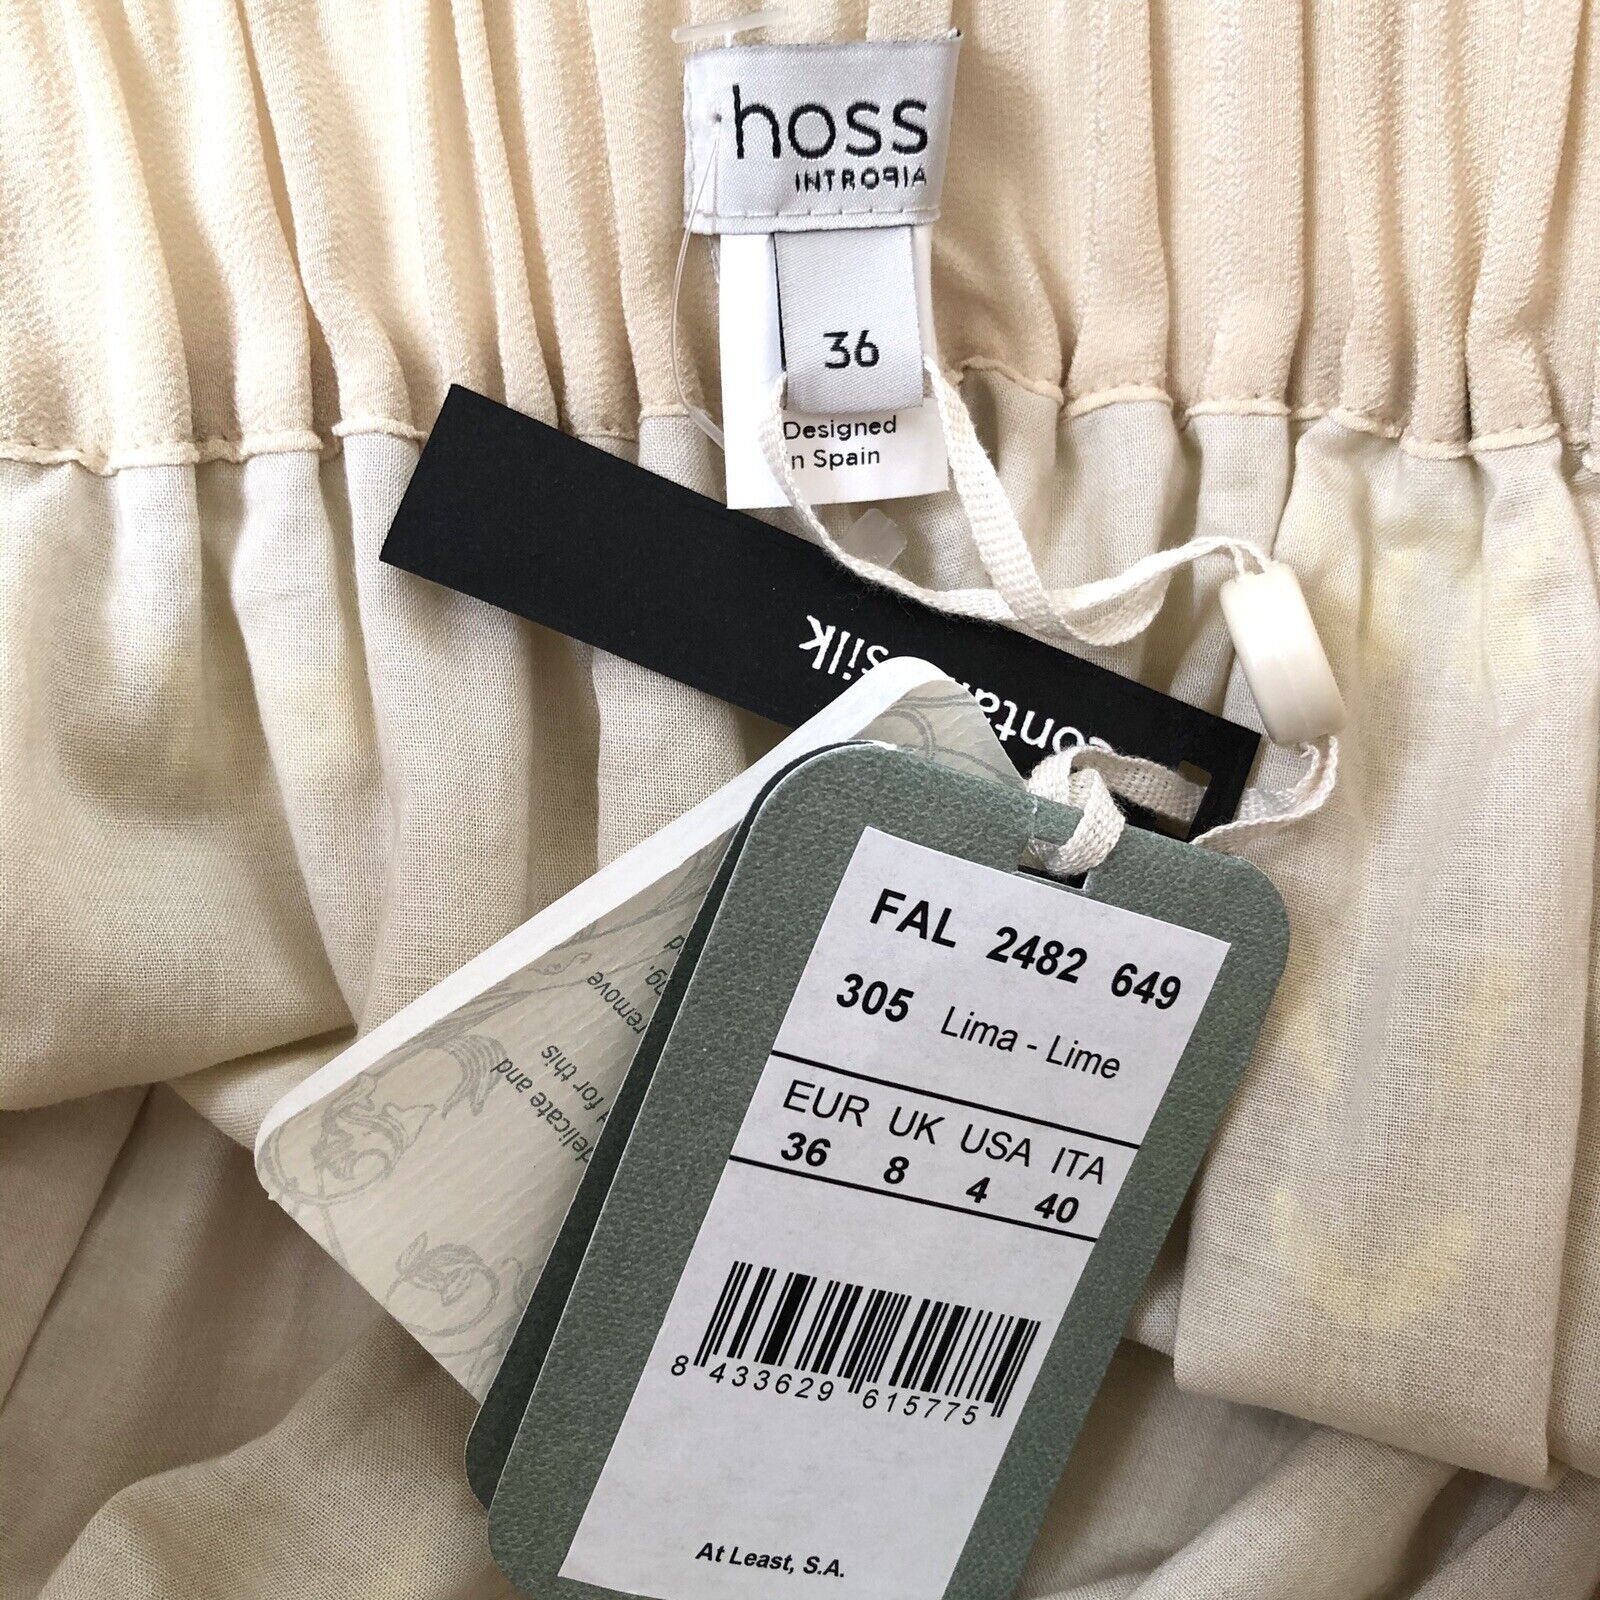 hoss
INTROPIA
36
Designed
n Spain
silk
delicate and
for this
remove
FAL 2482 649
305 Lima - Lime
EUR UK USA ITA
36 8 4 40
8 433629 615775
At Least, S.A.